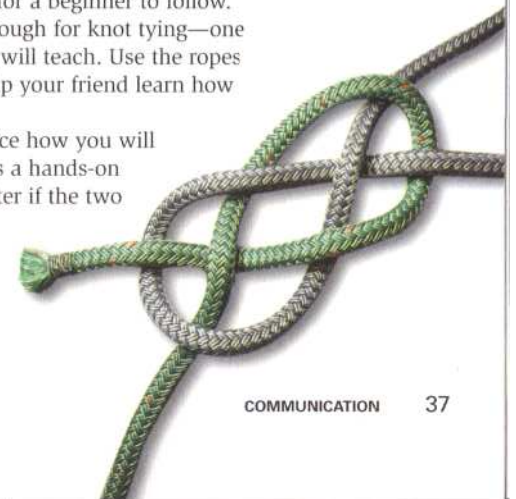 for a beginner to follow.
ough for knot tying—one
will teach. Use the ropes
p your friend learn how
ce how you will
s a hands-on
ter if the two
COMMUNICATION 37